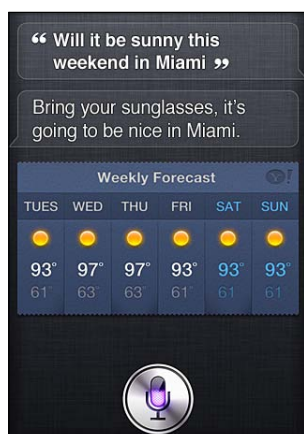 “ Will it be sunny this
weekend in Miami ”
Bring your sunglasses, it's
going to be nice in Miami.
Weekly Forecast Y!
TUES WED THU FRI SAT SUN
93° 97° 97° 93° 93° 93°
61° 63° 63° 61° 61 61